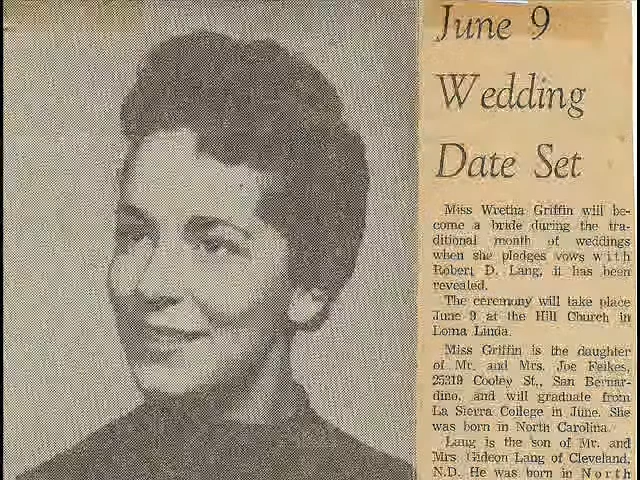 June 9
Wedding
Date Set
Miss Wretha Griffin will be-
come a bride during the tra-
ditional month of weddings
when she pledges vows with
Robert D. Lang, it has been
revealed.
The ceremony will take place
June 9 at the Hill Church in
Loma Linda.
Miss Griffin is the daughter
of Mr. and Mrs. Joe Feikes,
25319 Cooley St., San Bernar-
dino, and will graduate from
La Sierra College in June. She
was born in North Carolina.
Lang is the son of Mr. and
Mrs Gideon Lang of Cleveland,
N.D. He was born in North